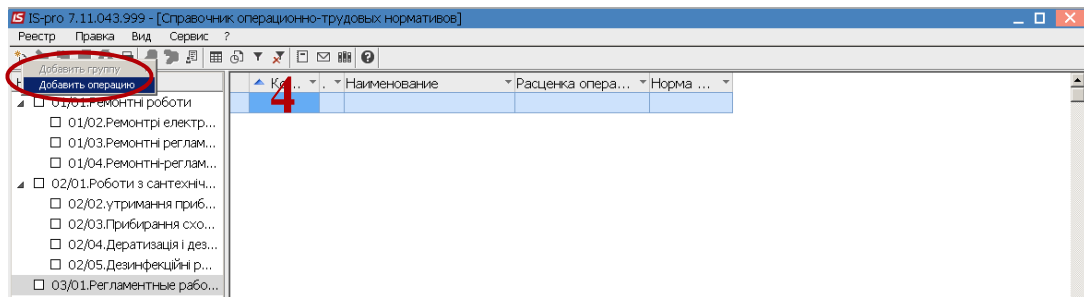 IS-pro 7.11.043.999 - [Справочник операционно-трудовых нормативов]
Реестр Правка Вид Сервис ?
Добавить группу
Добавить операцию
4
Ко... . Наименование Расценка опера... Норма ...
01/01.Ремонтні роботи
01/02.Ремонтрі електр...
01/03.Ремонтні реглам...
01/04.Ремонтні-реглам...
02/01.Роботи з сантехніч...
02/02.утримання приб...
02/03.Прибирання схо...
02/04.Дератизація і дез...
02/05.Дезинфекційні р...
03/01.Регламентные рабо...